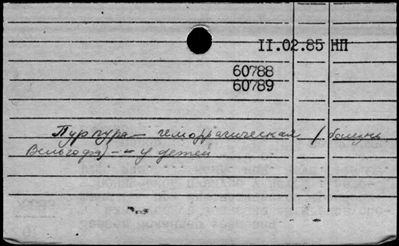 II.02.85 НП
60788
60789
Пурпура — геморрагическая (болезнь
Верльгофа) — у детей